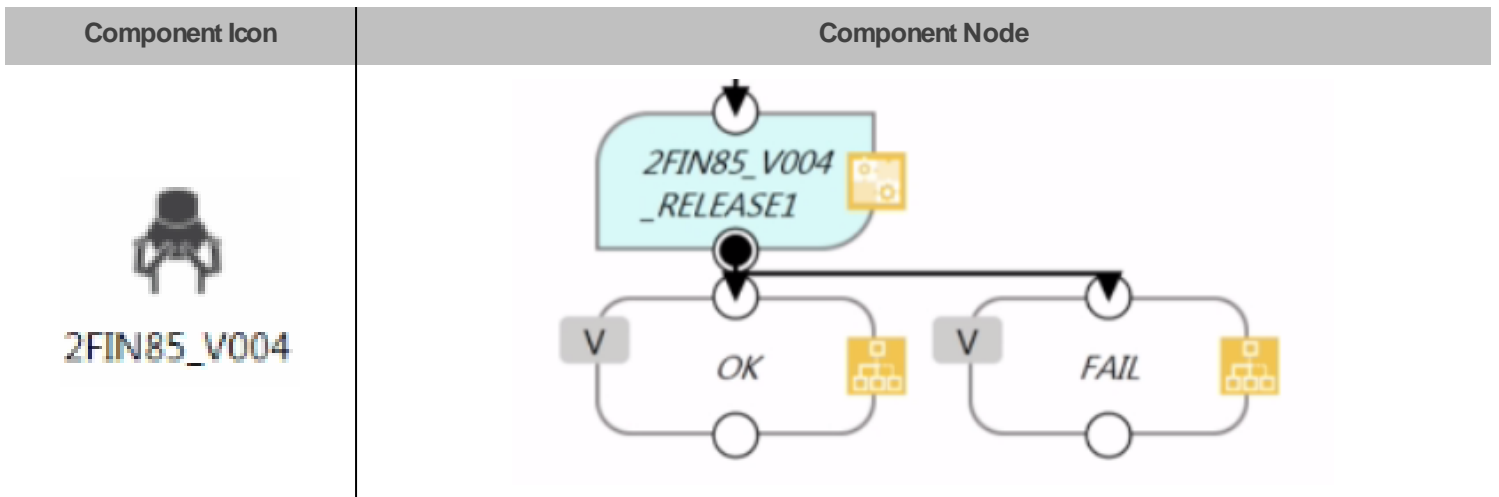 Component Icon
Component Node
2FIN85_V004
_RELEASE1
V
OK
V
FAIL
2FIN85_V004